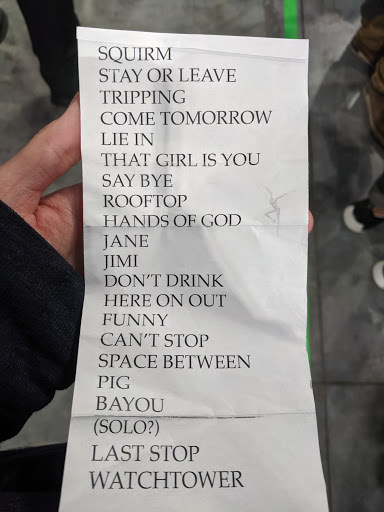 SQUIRM
STAY OR LEAVE
TRIPPING
COME TOMORROW
LIE IN
THAT GIRL IS YOU
SAY BYE
ROOFTOP
HANDS OF GOD
JANE
JIMI
DON'T DRINK
HERE ON OUT
FUNNY
CAN'T STOP
SPACE BETWEEN
PIG
BAYOU
(SOLO?)
LAST STOP
WATCHTOWER